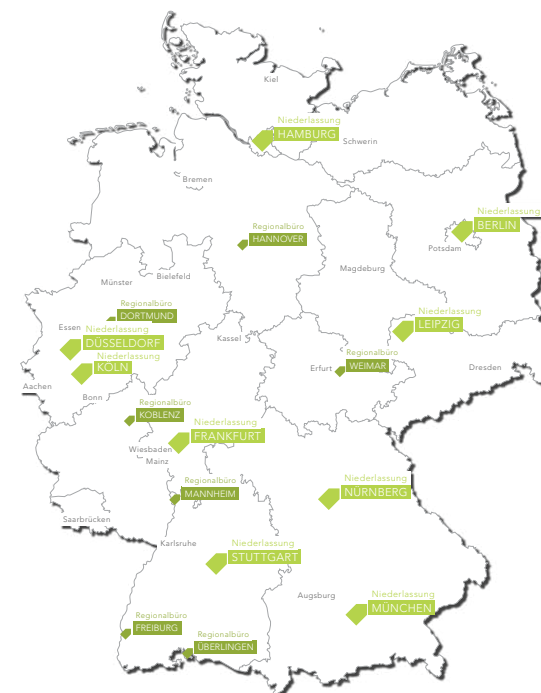 Kiel
Niederlassung
HAMBURG
Schwerin
Bremen
Niederlassung
BERLIN
Potsdam
Regionalbüro
HANNOVER
Magdeburg
Bielefeld
Münster
Regionalbüro
DORTMUND
Essen
Niederlassung
DÜSSELDORF
Niederlassung
KÖLN
Kassel
Niederlassung
LEIPZIG
Regionalbüro
WEIMAR
Erfurt
Dresden
Aachen
Bonn
Regionalbüro
KOBLENZ
Niederlassung
FRANKFURT
Wiesbaden
Mainz
Regionalbüro
MANNHEIM
Niederlassung
NÜRNBERG
Saarbrücken
Karlsruhe
Niederlassung
STUTTGART
Augsburg
Niederlassung
MÜNCHEN
Regionalbüro
FREIBURG
Regionalbüro
ÜBERLINGEN